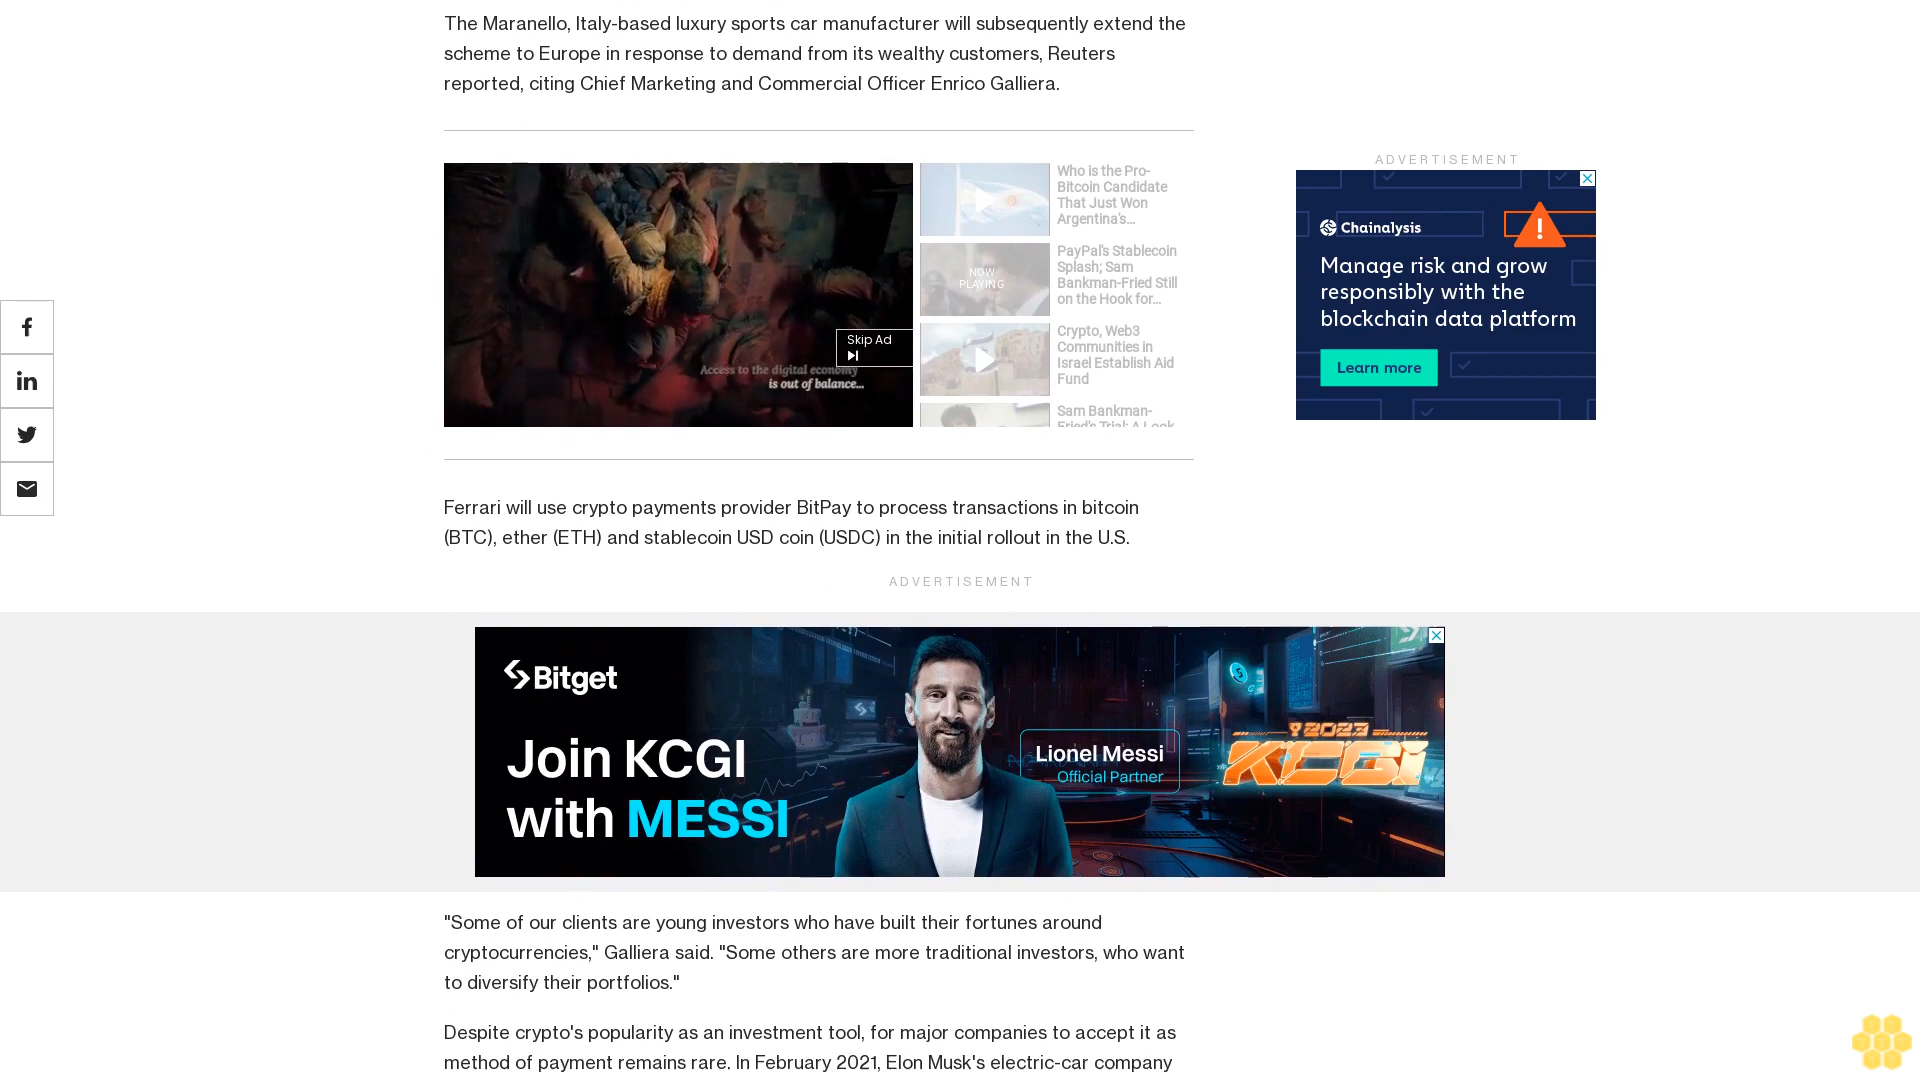 The Maranello, Italy-based luxury sports car manufacturer will subsequently extend the
scheme to Europe in response to demand from its wealthy customers, Reuters
reported, citing Chief Marketing and Commercial Officer Enrico Galliera.
Skip Ad
Access to the digital economy
is out of balance...
Who is the Pro-
Bitcoin Candidate
That Just Won
Argentina's...
NOW
PLAYING
PayPal's Stablecoin
Splash; Sam
Bankman-Fried Still
on the Hook for...
Crypto, Web3
Communities in
Israel Establish Aid
Fund
Sam Bankman-
Fried's Trial: A Look
ADVERTISEMENT
Chainalysis
Manage risk and grow
responsibly with the
blockchain data platform
Learn more
Ferrari will use crypto payments provider BitPay to process transactions in bitcoin
(BTC), ether (ETH) and stablecoin USD coin (USDC) in the initial rollout in the U.S.
ADVERTISEMENT
Bitget
Join KCGI
with MESSI
Lionel Messi
Official Partner
2023
KCGI
"Some of our clients are young investors who have built their fortunes around
cryptocurrencies," Galliera said. "Some others are more traditional investors, who want
to diversify their portfolios."
Despite crypto's popularity as an investment tool, for major companies to accept it as
method of payment remains rare. In February 2021, Elon Musk's electric-car company